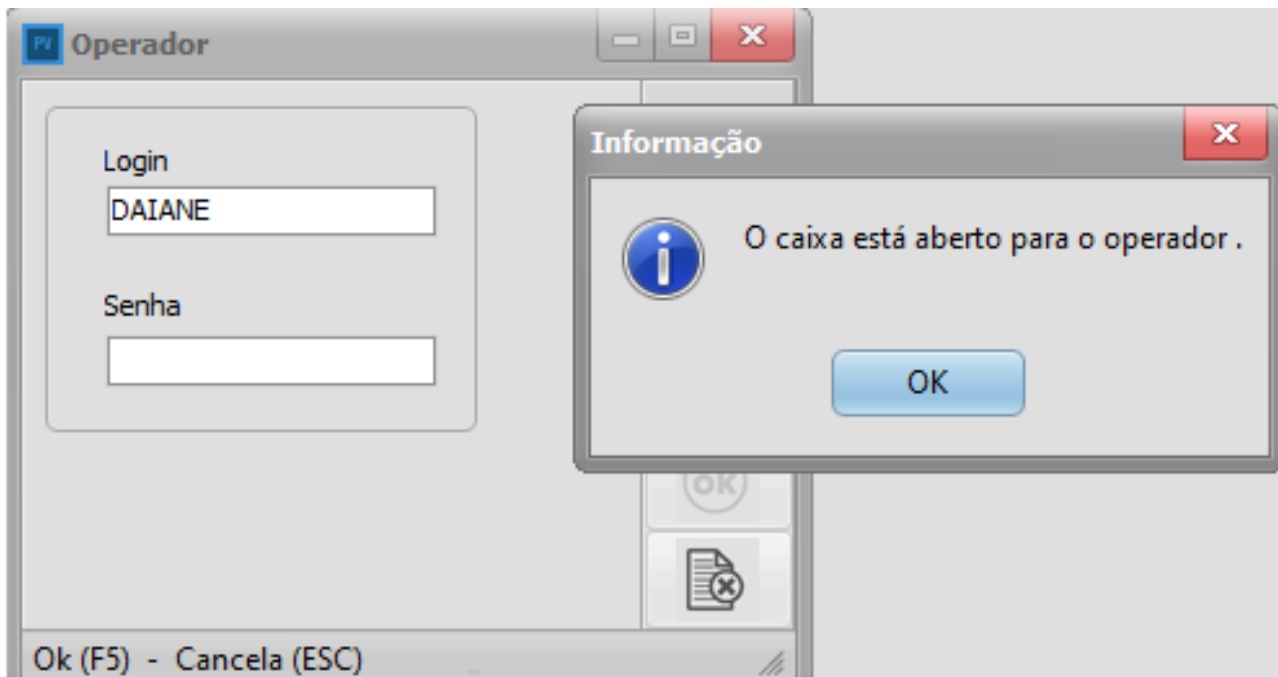 PV Operador
Login
DAIANE
Senha
Informação
O caixa está aberto para o operador .
OK
OK
Ok (F5) - Cancela (ESC)